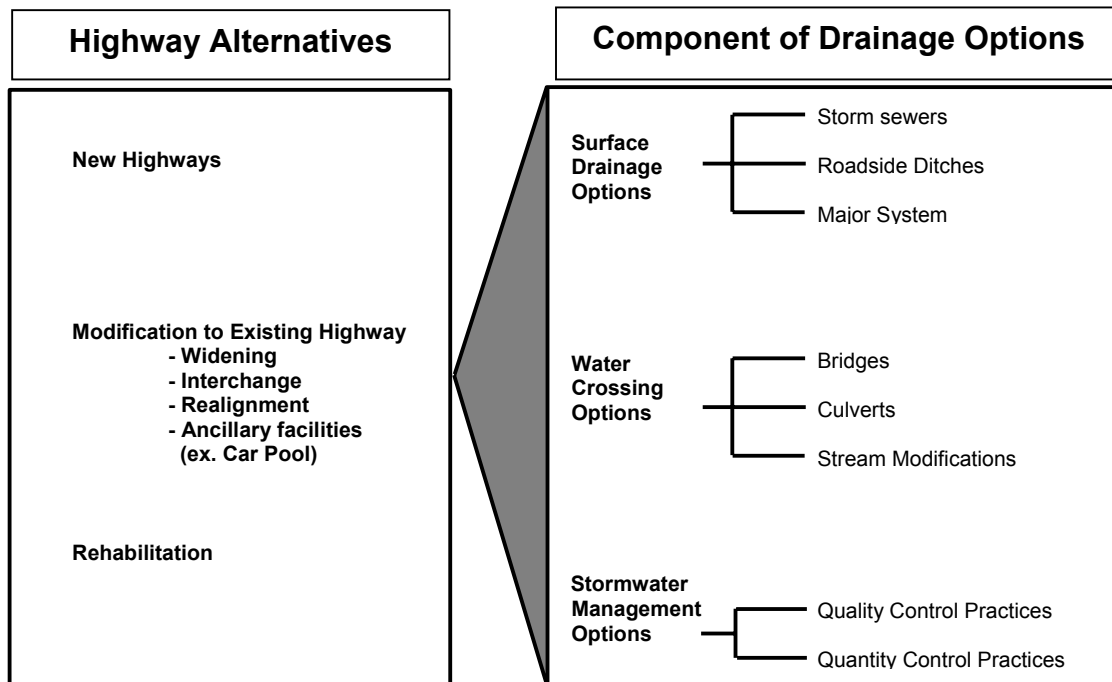 Highway Alternatives
New Highways
Modification to Existing Highway
- Widening
- Interchange
- Realignment
- Ancillary facilities
(ex. Car Pool)
Rehabilitation
Component of Drainage Options
Surface
Drainage
Options
Storm sewers
Roadside Ditches
Major System
Water
Crossing
Options
Bridges
Culverts
Stream Modifications
Stormwater
Management
Options
Quality Control Practices
Quantity Control Practices